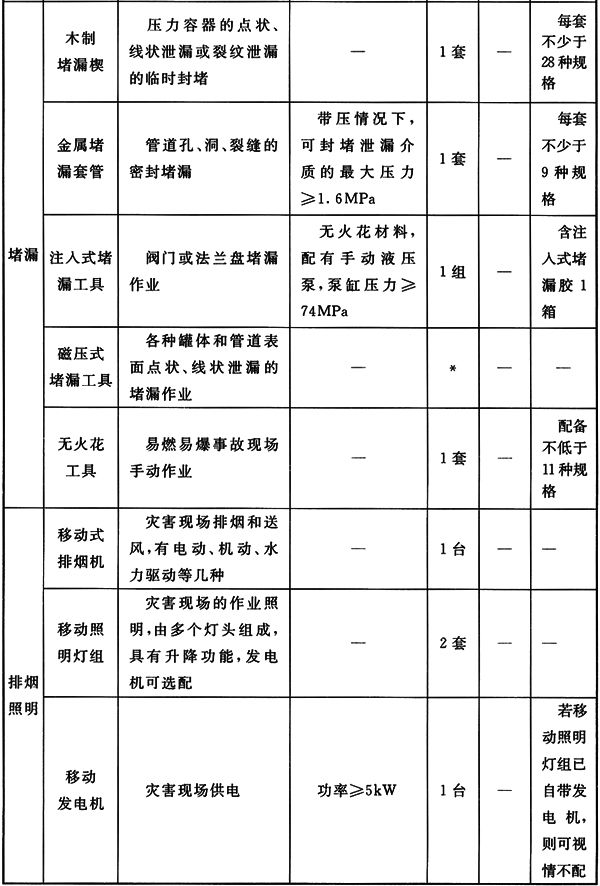 堵漏
木制
堵漏楔
压力容器的点状、
线状泄漏或裂纹泄漏
的临时封堵
—
1套
—
每套
不少于
28种规
格
金属堵
漏套管
管道孔、洞、裂缝的
密封堵漏
带压情况下，
可封堵泄漏介
质的最大压力
≥1.6MPa
1套
—
每套
不少于
9种规
格
注入式堵
漏工具
阀门或法兰盘堵漏
作业
无火花材料，
配有手动液压
泵，泵缸压力≥
74MPa
1组
—
含注
入式堵
漏胶1
箱
磁压式
堵漏工具
各种罐体和管道表
面点状、线状泄漏的
堵漏作业
—
*
—
—
无火花
工具
易燃易爆事故现场
手动作业
—
1套
—
配备
不低于
11种规
格
排烟
照明
移动式
排烟机
灾害现场排烟和送
风，有电动、机动、水
力驱动等几种
—
1台
—
—
移动照
明灯组
灾害现场的作业照
明，由多个灯头组成，
具有升降功能，发电
机可选配
—
2套
—
—
移动
发电机
灾害现场供电
功率≥5kW
1台
—
若移
动照明
灯组已
自带发
电机，
则可视
情不配